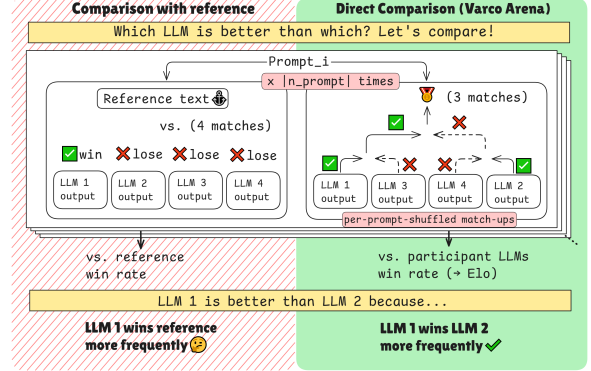 Comparison with reference
Direct Comparison (Varco Arena)
Which LLM is better than which? Let's compare!
Prompt_i
x |n_prompt| times
Reference text
vs. (4 matches)
win
lose
lose
lose
LLM 1
output
LLM 2
output
LLM 3
output
LLM 4
output
(3 matches)
LLM 1
output
LLM 3
output
LLM 4
output
LLM 2
output
per-prompt-shuffled match-ups
vs. reference
win rate
vs. participant LLMs
win rate (→ Elo)
LLM 1 is better than LLM 2 because...
LLM 1 wins reference
more frequently
LLM 1 wins LLM 2
more frequently